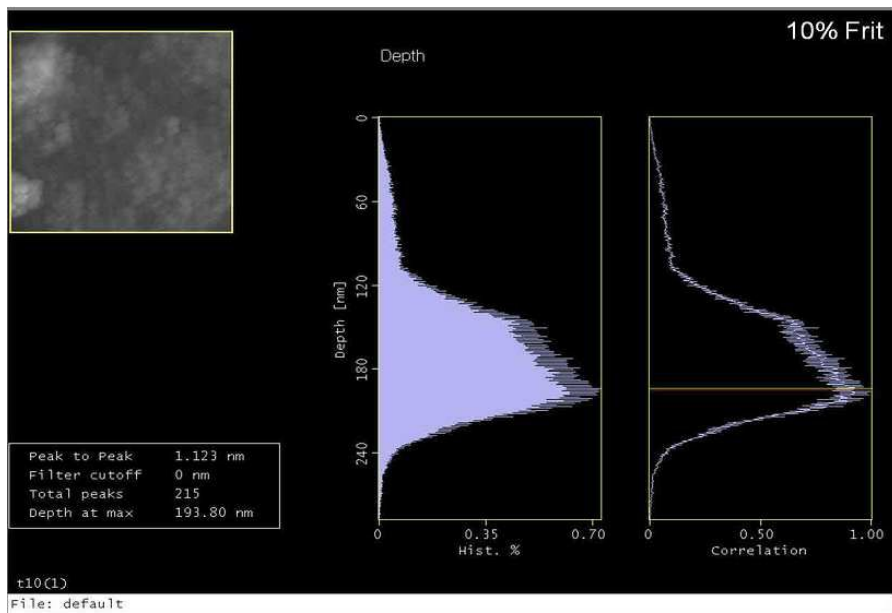 10% Frit
Depth
0
60
120
180
240
Depth [nm]
0
0.35
0.70
Hist. %
0
0.50
1.00
Correlation
Peak to Peak 1.123 nm
Filter cutoff 0 nm
Total peaks 215
Depth at max 193.80 nm
t10(1)
File: default